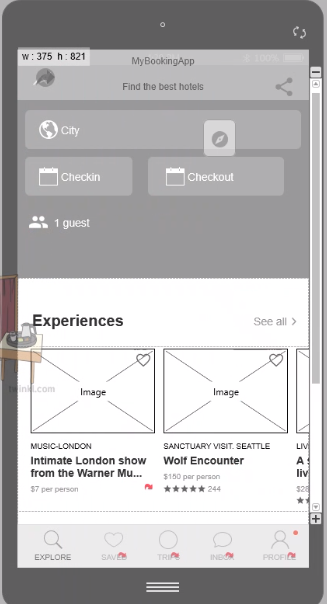 w : 375 h : 821
MyBookingApp
Find the best hotels
City
Checkin
Checkout
1 guest
Experiences
See all >
Image
Image
MUSIC-LONDON
SANCTUARY VISIT. SEATTLE
LIV
Intimate London show
from the Warner Mu...
Wolf Encounter
A s
liv
$7 per person
$150 per person
$28
244
EXPLORE
SAVED
TRIPS
INBOX
PROFILE